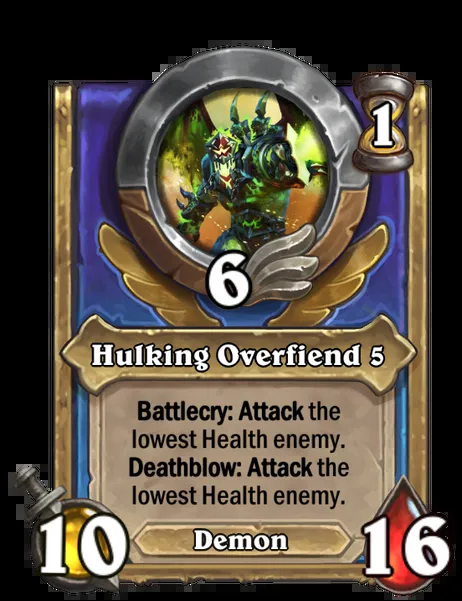 1
6
Hulking Overfiend 5
Battlecry: Attack the
lowest Health enemy.
Deathblow: Attack the
lowest Health enemy.
10
Demon
16